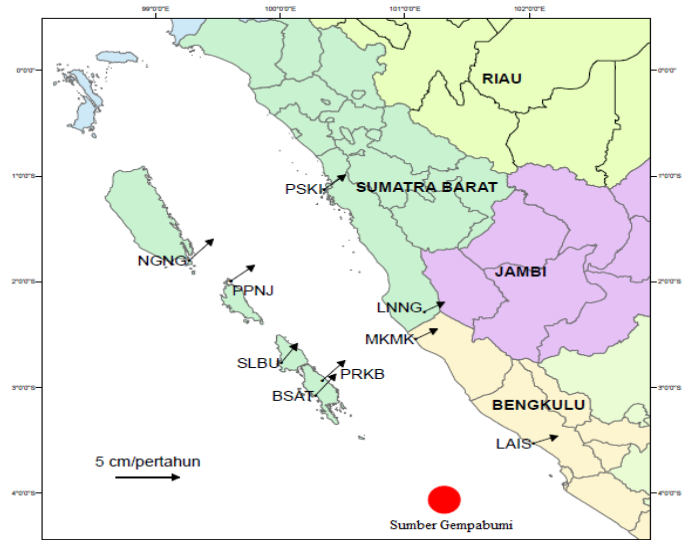 99°0'0"E 100°0'0"E 101°0'0"E 102°0'0"E
0°0'0" 0°0'0"S
RIAU
1°0'0"S 1°0'0"S
PSKI SUMATRA BARAT
NGNG
2°0'0"S 2°0'0"S
JAMBI
PPNJ
LNNG
MKMK
SLBU
PRKB
3°0'0"S 3°0'0"S
BSAT
BENGKULU
LAIS
5 cm/pertahun
4°0'0"S 4°0'0"S
Sumber Gempabumi